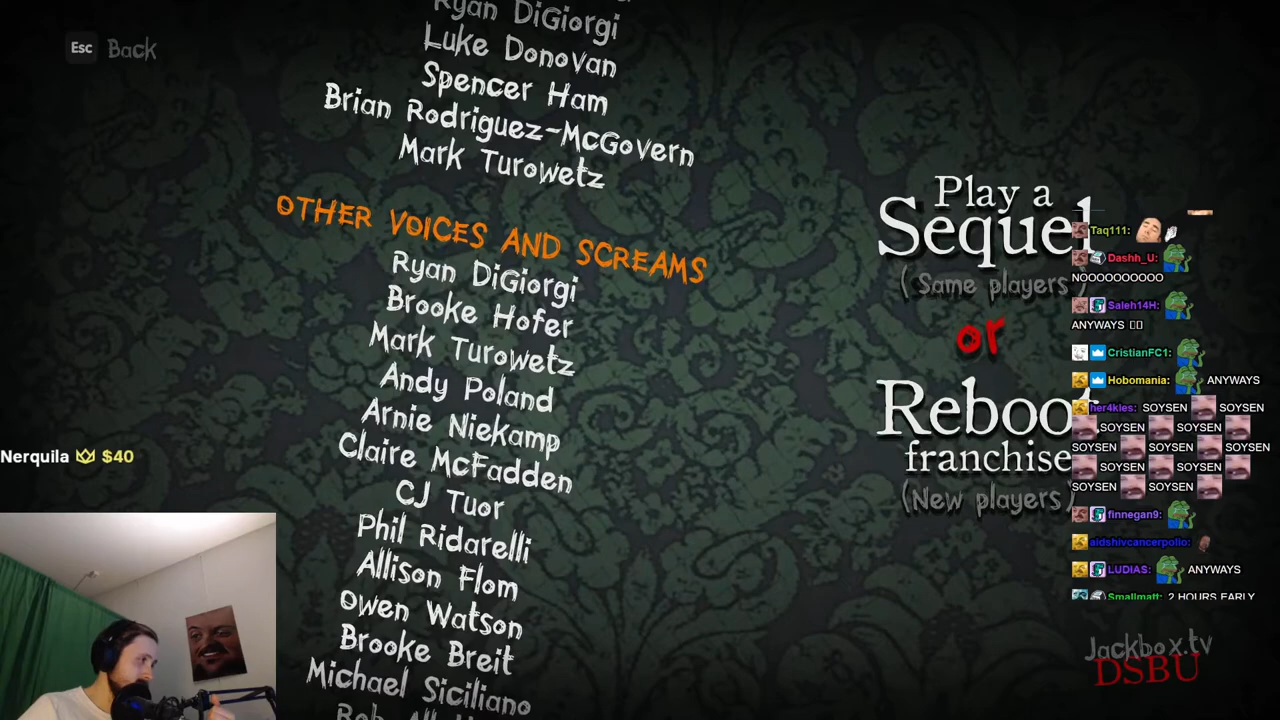 Esc Back
Ryan DiGiorgi
Luke Donovan
Spencer Ham
Brian Rodriguez-McGovern
Mark Turowetz
OTHER VOICES AND SCREAMS
Ryan DiGiorgi
Brooke Hofer
Mark Turowetz
Andy Poland
Arnie Niekamp
Claire McFadden
CJ Tuor
Phil Ridarelli
Allison Flom
Owen Watson
Brooke Breit
Michael Siciliano
Play a
Sequel
(Same players)
or
Reboot
franchise
(New players)
Taq111:
Dashh_U:
NOOOOOOOOOO
Saleh14H:
ANYWAYS
CristianFC1:
Hobomania: ANYWAYS
her4kles: SOYSEN SOYSEN
SOYSEN SOYSEN
SOYSEN SOYSEN SOYSEN
SOYSEN SOYSEN
SOYSEN SOYSEN
finnegan9:
aidshivcancerpolio:
LUDIAS: ANYWAYS
Smallmatt: 2 HOURS EARLY
Nerquila $40
Jackbox.tv
DSBU